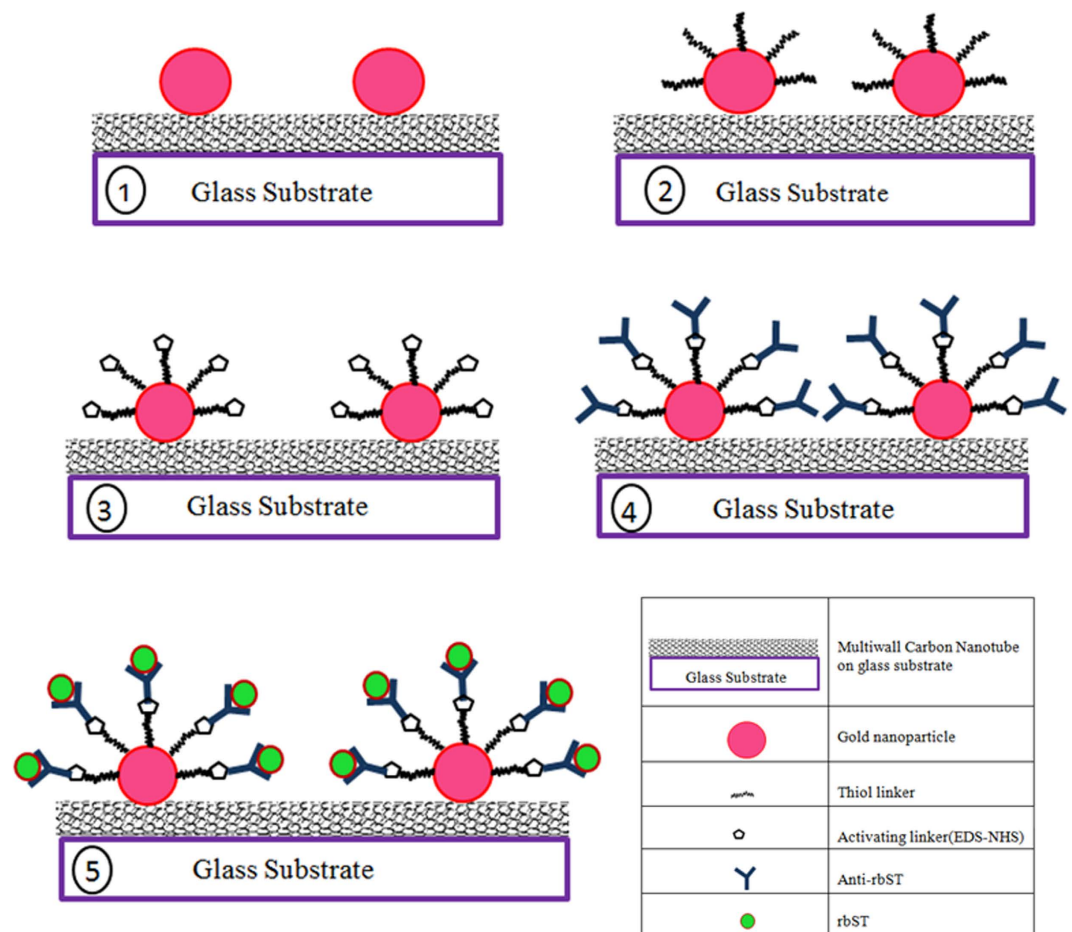 1
Glass Substrate
2
Glass Substrate
3
Glass Substrate
4
Glass Substrate
5
Glass Substrate
Glass Substrate
Multiwall Carbon Nanotube
on glass substrate
Gold nanoparticle
Thiol linker
Activating linker(EDS-NHS)
Anti-rbST
rbST